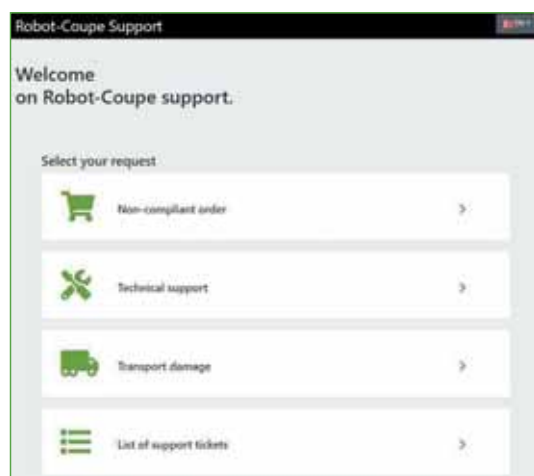 Robot-Coupe Support
Welcome
on Robot-Coupe support.
Select your request
Non-compliant order
Technical support
Transport damage
List of support tickets